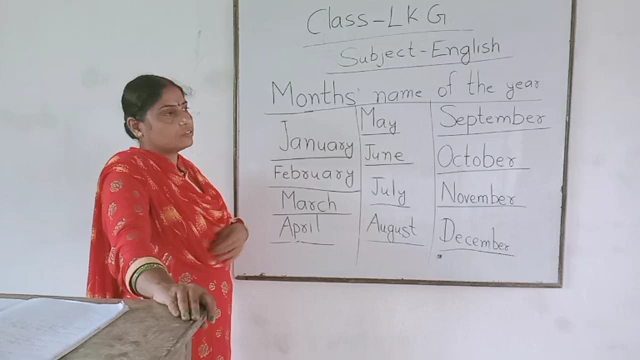 Class-LKG
Subject-English
Months' name of the year
January
February
March
April
May
June
July
August
September
October
November
December